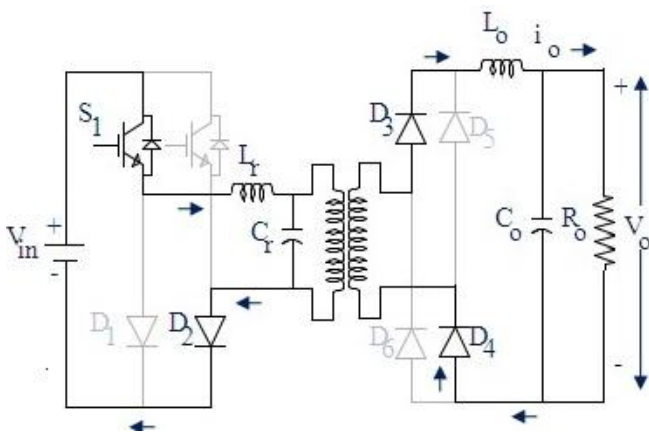 Lo io
S1 D3 D5
+
Lr
+ Vin -
Cr Co Ro Vo
D1 D2 D6 D4
-